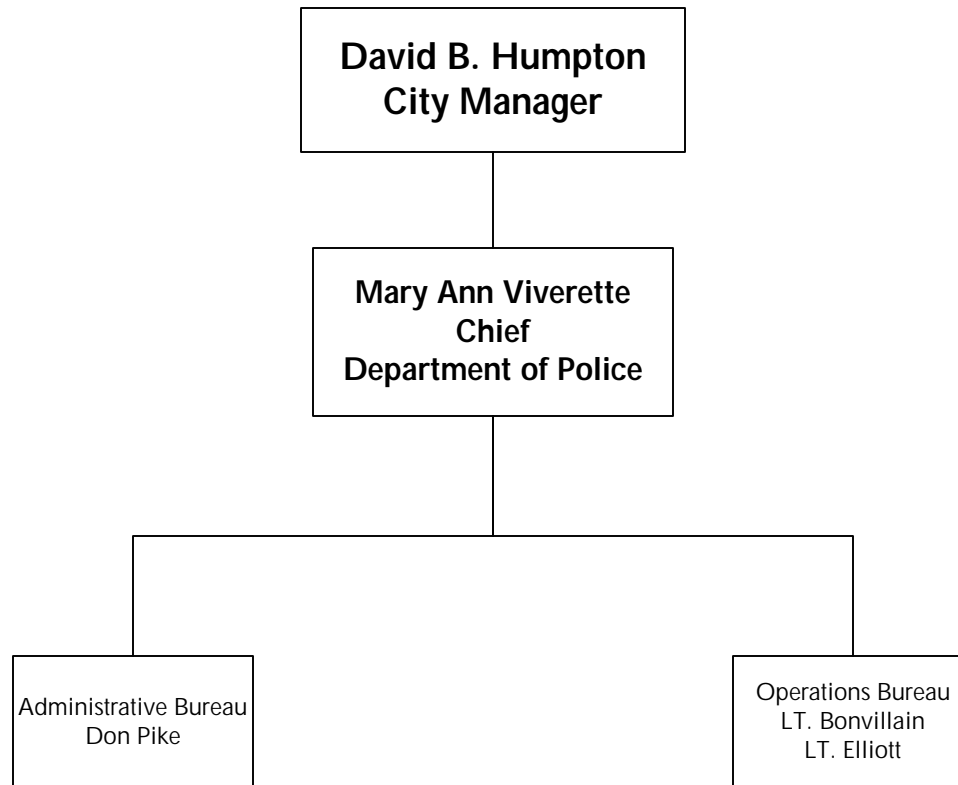 David B. Humpton
City Manager
Mary Ann Viverette
Chief
Department of Police
Administrative Bureau
Don Pike
Operations Bureau
LT. Bonvillain
LT. Elliott